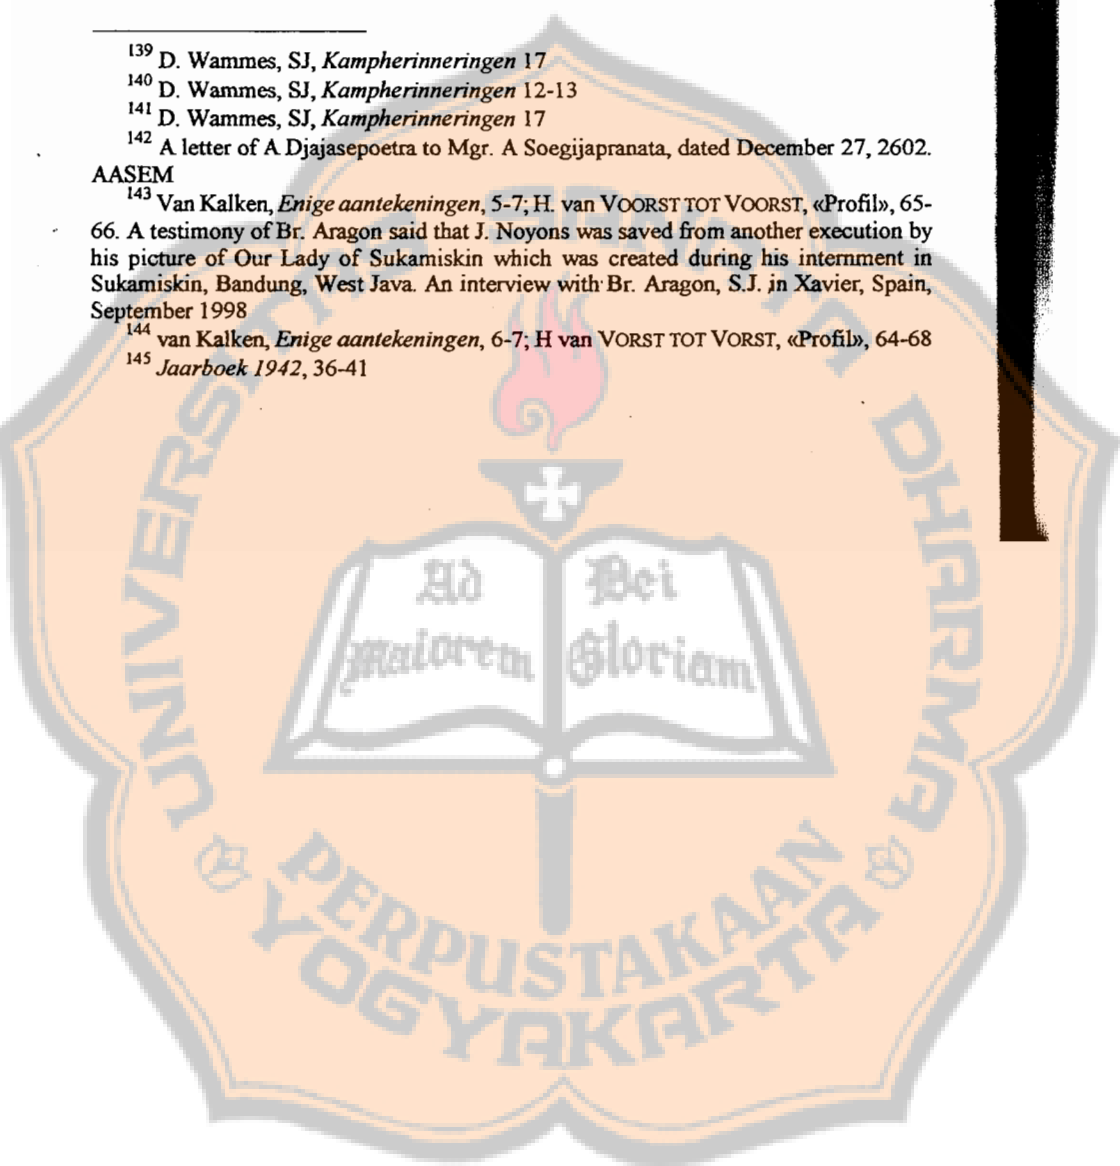 139 D. Wammes, SJ, Kampherinneringen 17
140 D. Wammes, SJ, Kampherinneringen 12-13
141 D. Wammes, SJ, Kampherinneringen 17
142 A letter of A Djajasepoetra to Mgr. A Soegijapranata, dated December 27, 2602.
AASEM
143 Van Kalken, Enige aantekeningen, 5-7; H. van VOORST TOT VOORST, «Profil», 65-
66. A testimony of Br. Aragon said that J. Noyons was saved from another execution by
his picture of Our Lady of Sukamiskin which was created during his internment in
Sukamiskin, Bandung, West Java. An interview with Br. Aragon, S.J. in Xavier, Spain,
September 1998
144 van Kalken, Enige aantekeningen, 6-7; H van VORST TOT VORST, «Profil», 64-68
145 Jaarboek 1942, 36-41
UNIVERSITAS SANATA DHARMA
Ad Dei
maiorem Gloriam
PERPUSTAKAAN
YOGYAKARTA